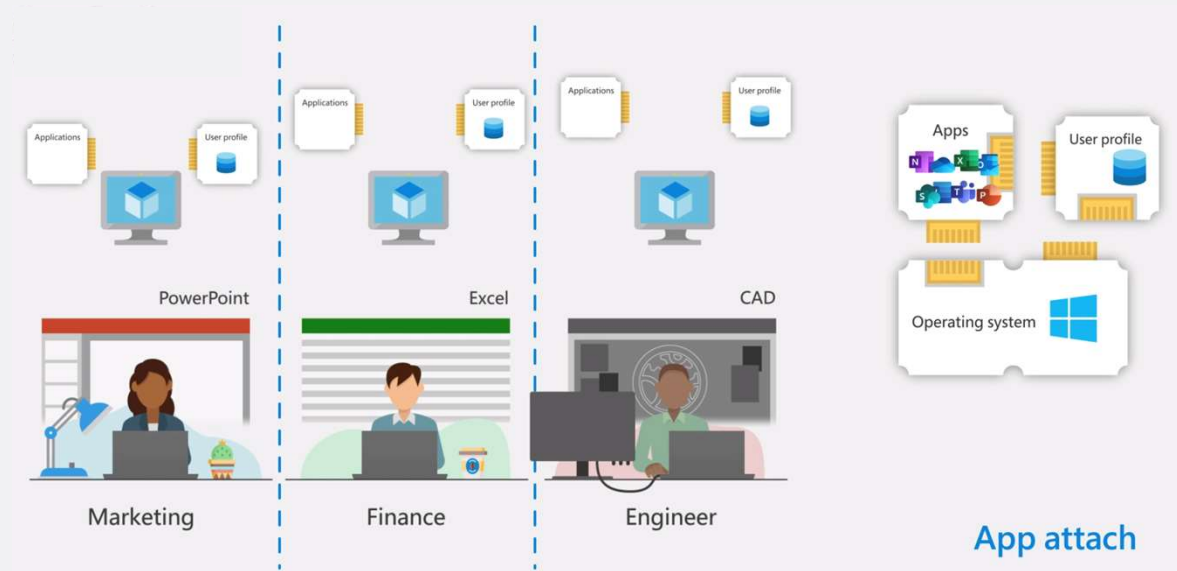 Applications
User profile
PowerPoint
Marketing
Applications
User profile
Excel
Finance
Applications
User profile
CAD
Engineer
Apps
N
X
O
S
T
P
User profile
Operating system
App attach